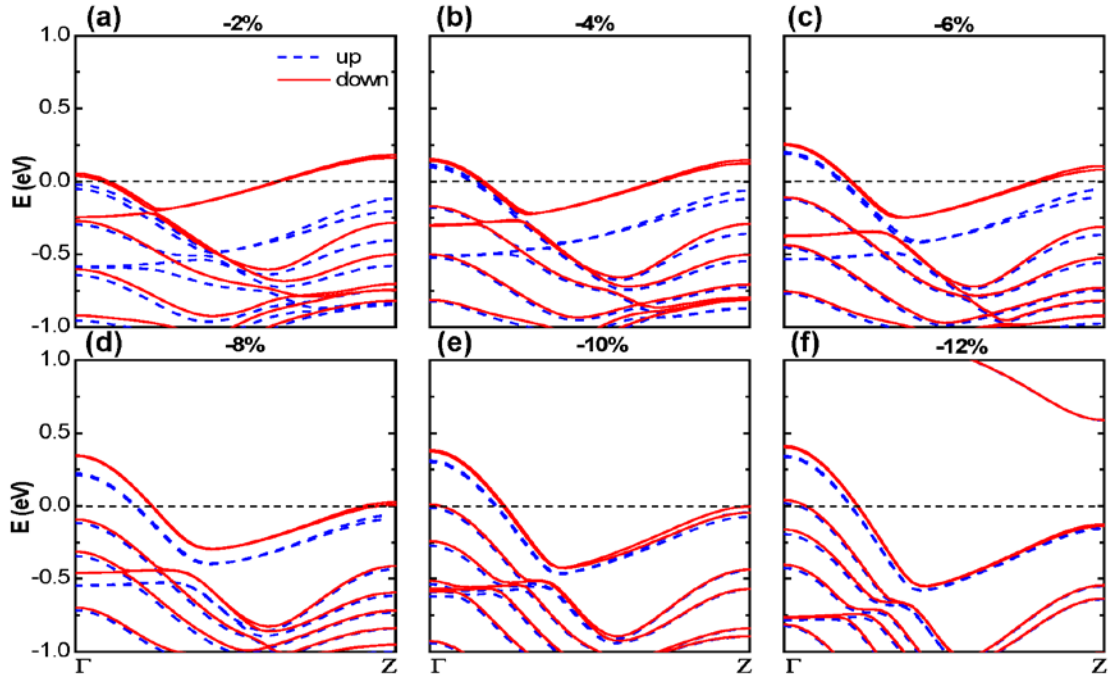 (a) -2% (b) -4% (c) -6%
1.0
up
down
0.5
E (eV)
0.0
-0.5
-1.0
(d) -8% (e) -10% (f) -12%
1.0
0.5
E (eV)
0.0
-0.5
-1.0
Γ Z Γ Z Γ Z